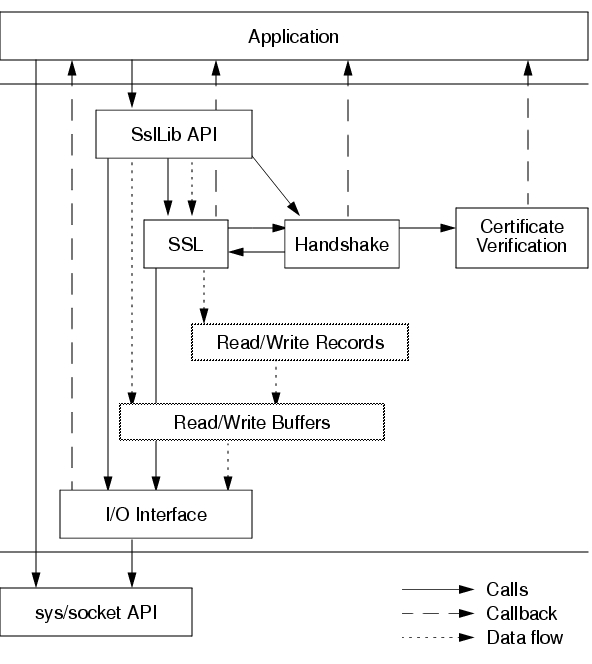 Application
SslLib API
SSL
Handshake
Certificate
Verification
Read/Write Records
Read/Write Buffers
I/O Interface
sys/socket API
Calls
Callback
Data flow